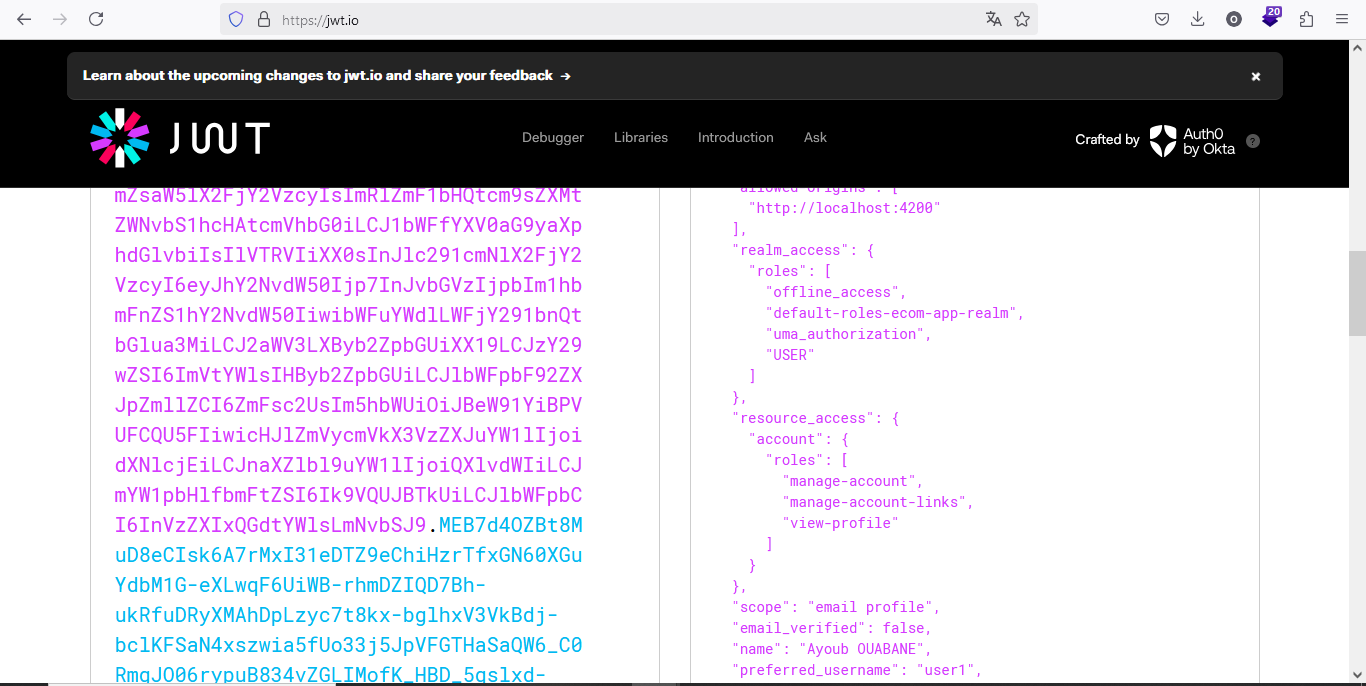 https://jwt.io
20
Learn about the upcoming changes to jwt.io and share your feedback →
JWT
Debugger
Libraries
Introduction
Ask
Crafted by
Auth0
by Okta
?
mZsaW5lX2FjY2VzcyIsImRlZmF1bHQtcm9sZXMt
ZWNvbS1hcHAtcmVhbG0iLCJ1bWFfYXV0aG9yaXp
hdGlvbiIsIlVTRVIiXX0sInJlc291cmNlX2FjY2
VzcyI6eyJhY2NvdW50Ijp7InJvbGVzIjpbIm1hb
mFnZS1hY2NvdW50IiwibWFuYWdlLWFjY291bnQt
bGlua3MiLCJ2aWV3LXByb2ZpbGUiXX19LCJzY29
wZSI6ImVtYWlsIHByb2ZpbGUiLCJlbWFpbF92ZX
JpZmllZCI6ZmFsc2UsIm5hbWUiOiJBeW91YiBPV
UFCQU5FIiwicHJlZmVycmVkX3VzZXJuYW1lIjoi
dXNlcjEiLCJnaXZlbl9uYW1lIjoiQXlvdWIiLCJ
mYW1pbHlfbmFtZSI6Ik9VQUJBTkUiLCJlbWFpbC
I6InVzZXIxQGdtYWlsLmNvbSJ9.MEB7d4OZBt8M
uD8eCIsk6A7rMxI31eDTZ9eChiHzrTfxGN60XGu
YdbM1G-eXLwqF6UiWB-rhmDZIQD7Bh-
ukRfuDRyXMAhDpLzyc7t8kx-bglhxV3VkBdj-
bclKFSaN4xszwia5fUo33j5JpVFGTHaSaQW6_C0
RmqJO06rypuB834vZGLIMofK_HBD_5qslxd-
"allowed-origins": [
"http://localhost:4200"
],
"realm_access": {
"roles": [
"offline_access",
"default-roles-ecom-app-realm",
"uma_authorization",
"USER"
]
},
"resource_access": {
"account": {
"roles": [
"manage-account",
"manage-account-links",
"view-profile"
]
}
},
"scope": "email profile",
"email_verified": false,
"name": "Ayoub OUABANE",
"preferred_username": "user1",